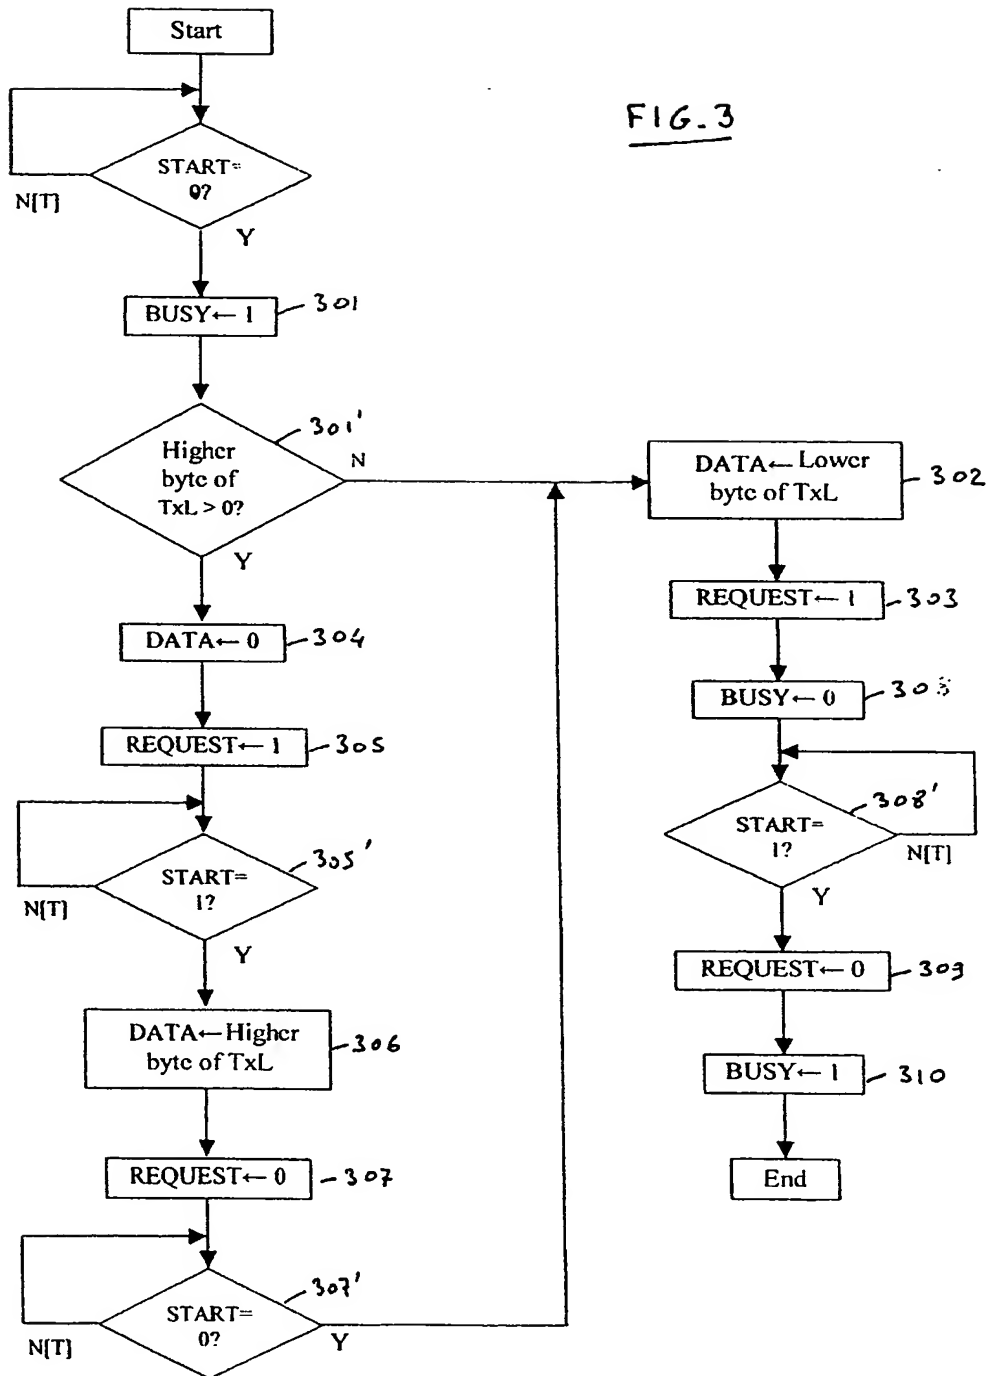 Start
FIG. 3
START=
0?
N[T]
Y
BUSY← 1
301
Higher
byte of
TxL > 0?
301'
N
Y
DATA← Lower
byte of TxL
302
REQUEST← 1
303
DATA← 0
304
BUSY← 0
REQUEST← 1
305
START=
1?
308'
N[T]
Y
START=
1?
305'
N[T]
Y
REQUEST← 0
309
DATA← Higher
byte of TxL
306
BUSY← 1
310
REQUEST← 0
307
End
START=
0?
307'
N[T]
Y